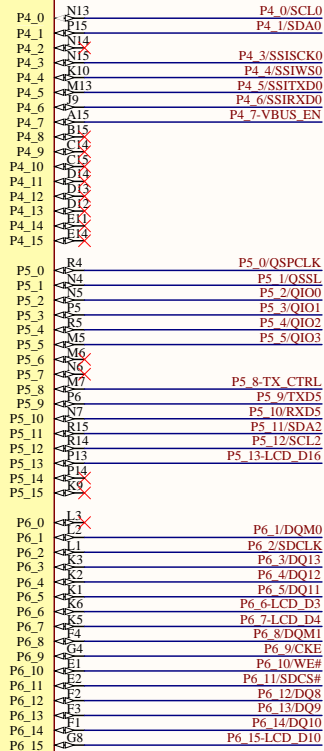 P4_0 N13 P4_0/SCL0
P4_1 P15 P4_1/SDA0
P4_2 N14
P4_3 N15 P4_3/SSISCK0
P4_4 K10 P4_4/SSIWS0
P4_5 M13 P4_5/SSITXD0
P4_6 J9 P4_6/SSIRXD0
P4_7 A15 P4_7-VBUS_EN
P4_8 B15
P4_9 C14
P4_10 C15
P4_11 D14
P4_12 D13
P4_13 D12
P4_14 E11
P4_15 E14
P5_0 R4 P5_0/QSPCLK
P5_1 N4 P5_1/QSSL
P5_2 N5 P5_2/QIO0
P5_3 P5 P5_3/QIO1
P5_4 R5 P5_4/QIO2
P5_5 M5 P5_5/QIO3
P5_6 M6
P5_7 N6
P5_8 M7 P5_8-TX_CTRL
P5_9 P6 P5_9/TXD5
P5_10 N7 P5_10/RXD5
P5_11 R15 P5_11/SDA2
P5_12 R14 P5_12/SCL2
P5_13 P13 P5_13-LCD_D16
P5_14 P14
P5_15 K9
P6_0 L3
P6_1 L2 P6_1/DQM0
P6_2 L1 P6_2/SDCLK
P6_3 K3 P6_3/DQ13
P6_4 K2 P6_4/DQ12
P6_5 K1 P6_5/DQ11
P6_6 K6 P6_6-LCD_D3
P6_7 K5 P6_7-LCD_D4
P6_8 F4 P6_8/DQM1
P6_9 G4 P6_9/CKE
P6_10 E1 P6_10/WE#
P6_11 E2 P6_11/SDCS#
P6_12 F2 P6_12/DQ8
P6_13 F3 P6_13/DQ9
P6_14 F1 P6_14/DQ10
P6_15 G8 P6_15-LCD_D10